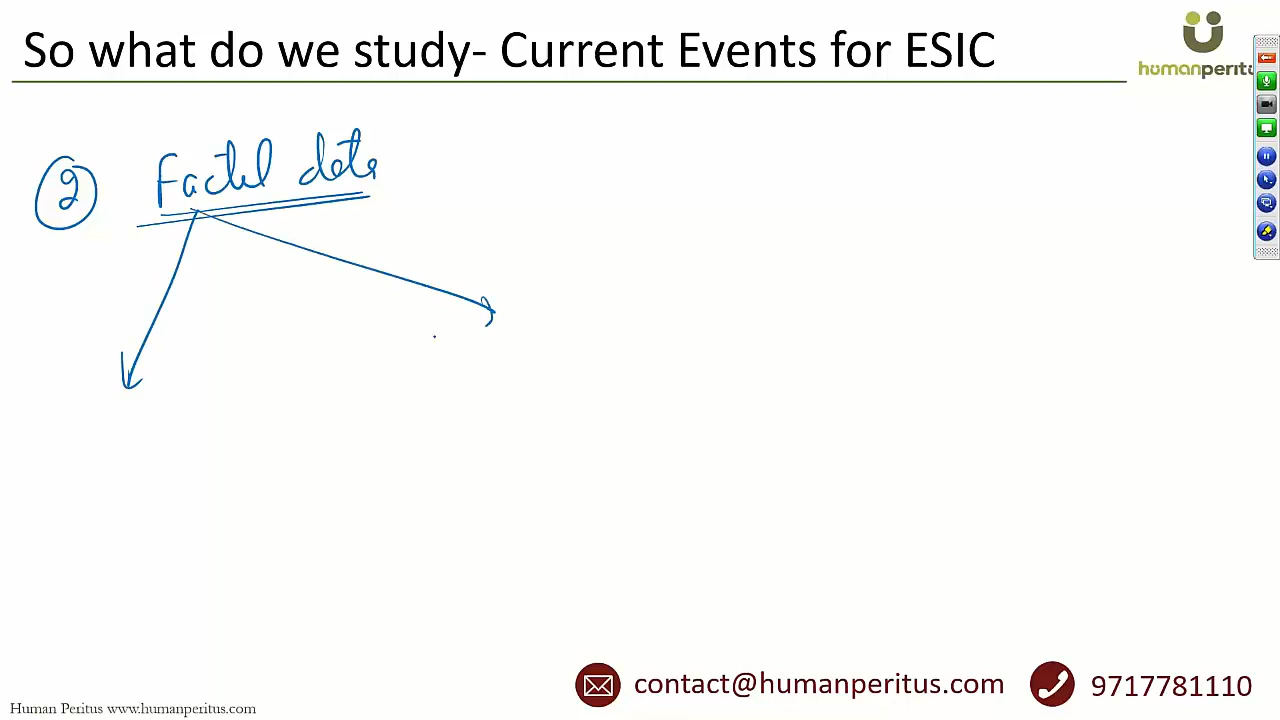 So what do we study- Current Events for ESIC
humanperitu
2 Factul data
contact@humanperitus.com
9717781110
Human Peritus www.humanperitus.com